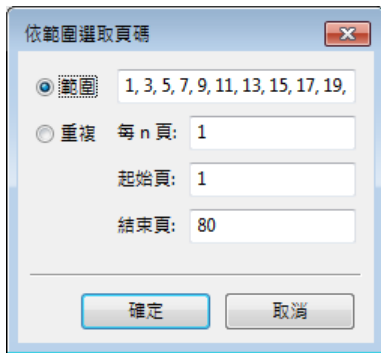 依範圍選取頁碼
範圍 1, 3, 5, 7, 9, 11, 13, 15, 17, 19,
重複 每 n 頁: 1
起始頁: 1
結束頁: 80
確定 取消